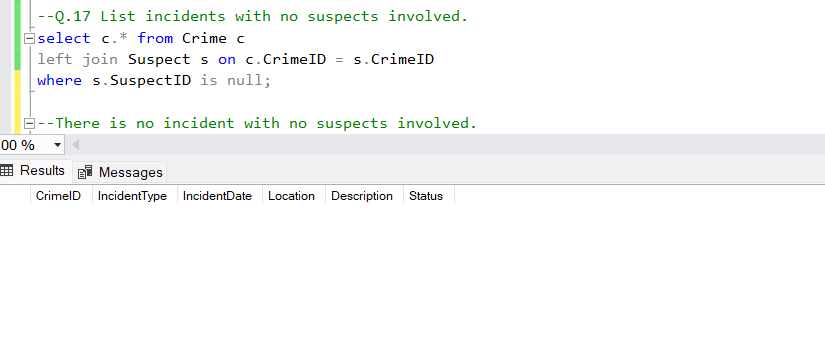 --Q.17 List incidents with no suspects involved.
select c.* from Crime c
left join Suspect s on c.CrimeID = s.CrimeID
where s.SuspectID is null;
--There is no incident with no suspects involved.
00 %
Results Messages
CrimeID IncidentType IncidentDate Location Description Status